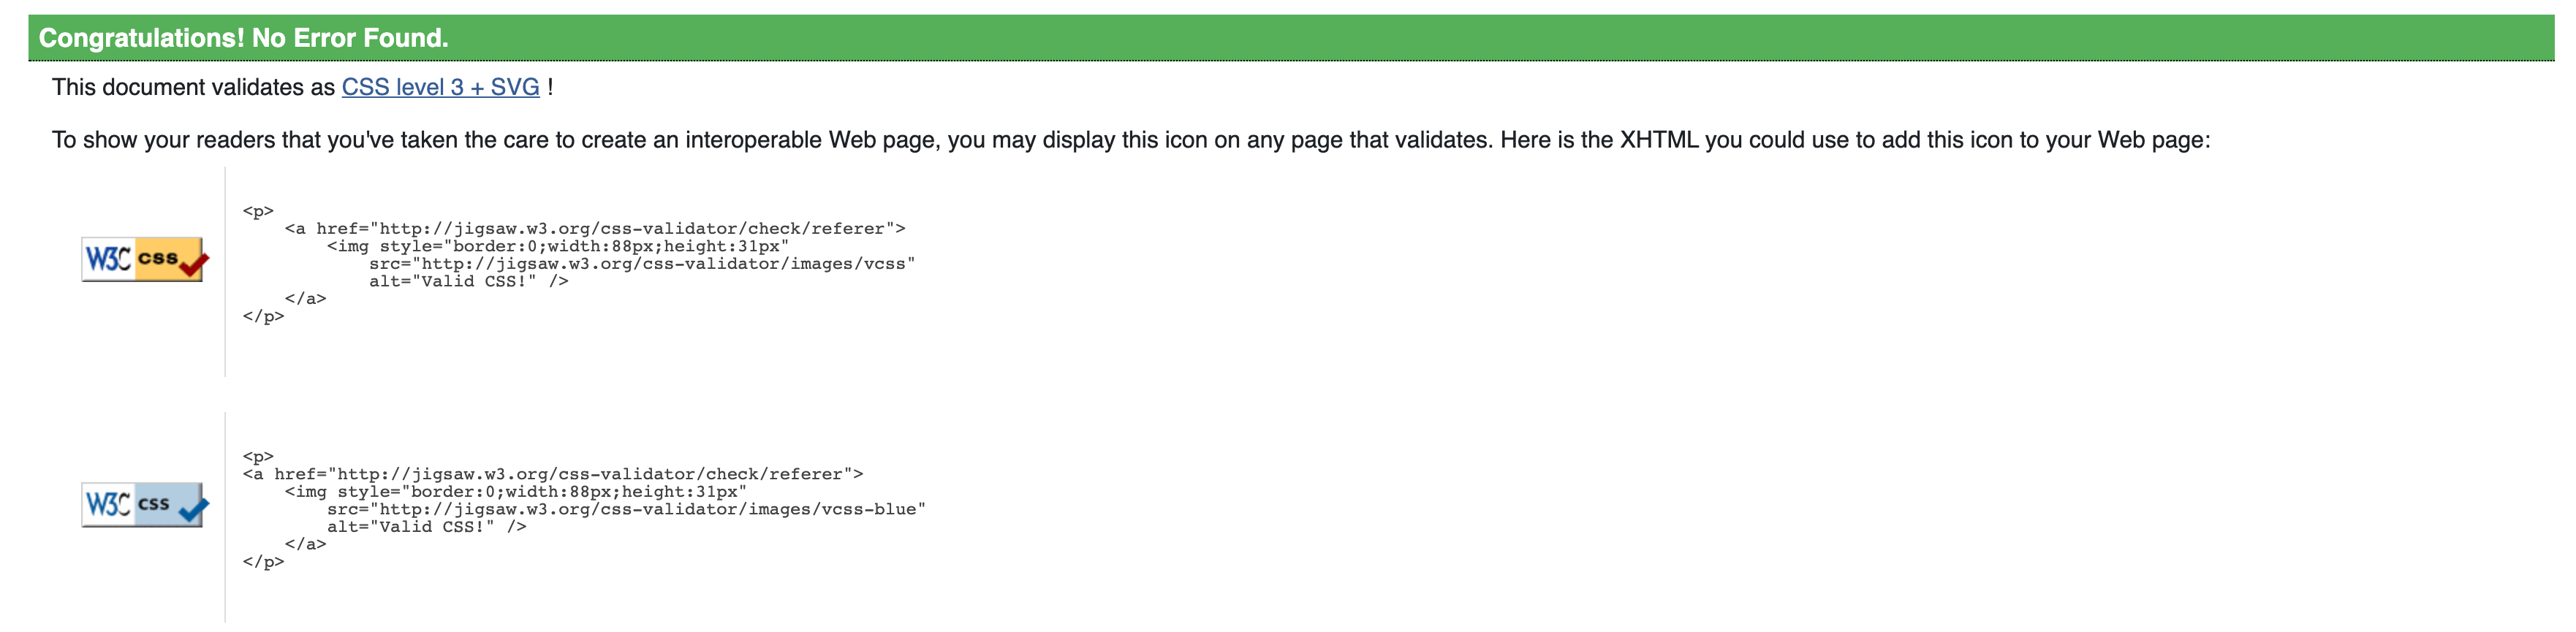 Congratulations! No Error Found.
This document validates as CSS level 3 + SVG !
To show your readers that you've taken the care to create an interoperable Web page, you may display this icon on any page that validates. Here is the XHTML you could use to add this icon to your Web page:
W3C css
<p>
    <a href="http://jigsaw.w3.org/css-validator/check/referer">
        <img style="border:0;width:88px;height:31px"
            src="http://jigsaw.w3.org/css-validator/images/vcss"
            alt="Valid CSS!" />
    </a>
</p>
W3C css
<p>
<a href="http://jigsaw.w3.org/css-validator/check/referer">
    <img style="border:0;width:88px;height:31px"
        src="http://jigsaw.w3.org/css-validator/images/vcss-blue"
        alt="Valid CSS!" />
    </a>
</p>